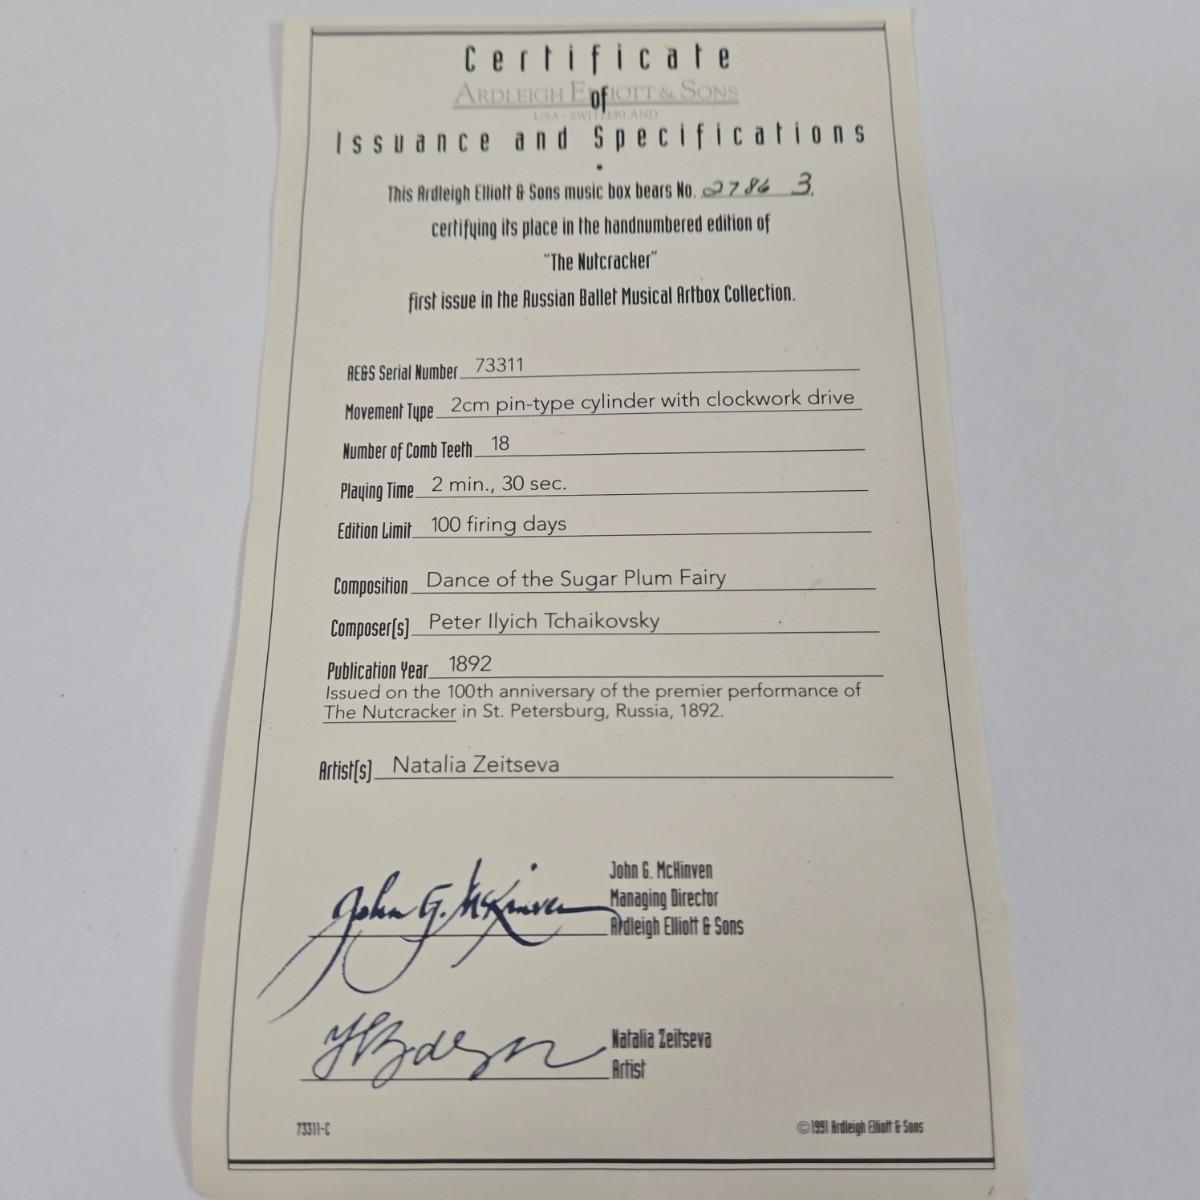 Certificate
ARDLEIGH ELLIOTT & SONS
of
USA · SWITZERLAND
Issuance and Specifications
This Ardleigh Elliott & Sons music box bears No. 2786 3,
certifying its place in the handnumbered edition of
"The Nutcracker"
first issue in the Russian Ballet Musical Artbox Collection.
AE&S Serial Number 73311
Movement Type 2cm pin-type cylinder with clockwork drive
Number of Comb Teeth 18
Playing Time 2 min., 30 sec.
Edition Limit 100 firing days
Composition Dance of the Sugar Plum Fairy
Composer(s) Peter Ilyich Tchaikovsky
Publication Year 1892
Issued on the 100th anniversary of the premier performance of
The Nutcracker in St. Petersburg, Russia, 1892.
Artist(s) Natalia Zeitseva
John G. McKinven
John G. McKinven
Managing Director
Ardleigh Elliott & Sons
Natalia Zeitseva
Artist
73311-C
©1991 Ardleigh Elliott & Sons